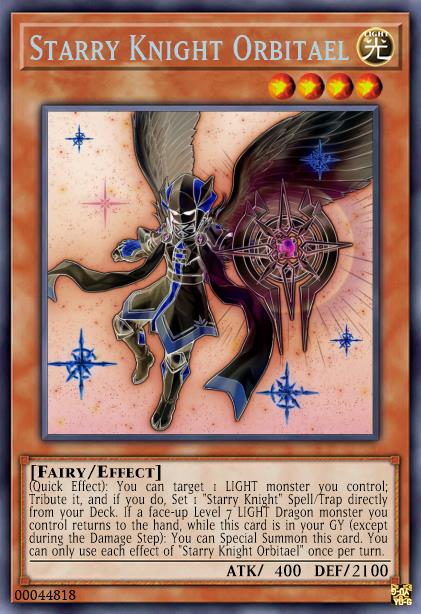 Starry Knight Orbitael
LIGHT
光
[Fairy/Effect]
(Quick Effect): You can target 1 LIGHT monster you control;
Tribute it, and if you do, Set 1 "Starry Knight" Spell/Trap directly
from your Deck. If a face-up Level 7 LIGHT Dragon monster you
control returns to the hand, while this card is in your GY (except
during the Damage Step): You can Special Summon this card. You
can only use each effect of "Starry Knight Orbitael" once per turn.
ATK/ 400 DEF/2100
00044818